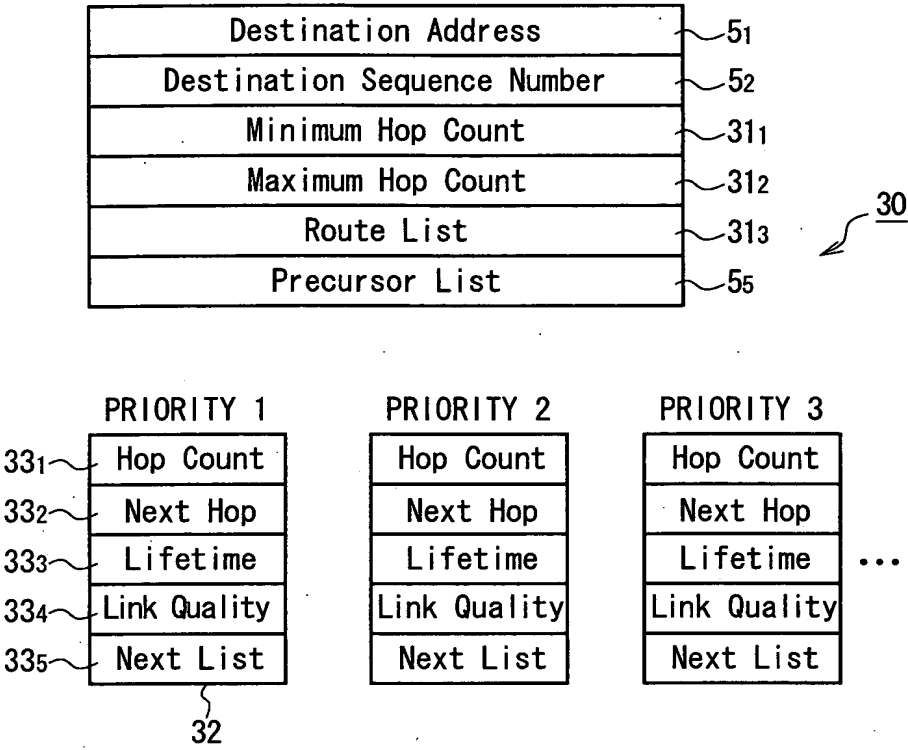 Destination Address 5₁
Destination Sequence Number 5₂
Minimum Hop Count 31₁
Maximum Hop Count 31₂
Route List 31₃
Precursor List 5₅
30
PRIORITY 1 PRIORITY 2 PRIORITY 3
33₁ Hop Count Hop Count Hop Count
33₂ Next Hop Next Hop Next Hop
33₃ Lifetime Lifetime Lifetime ...
33₄ Link Quality Link Quality Link Quality
33₅ Next List Next List Next List
32